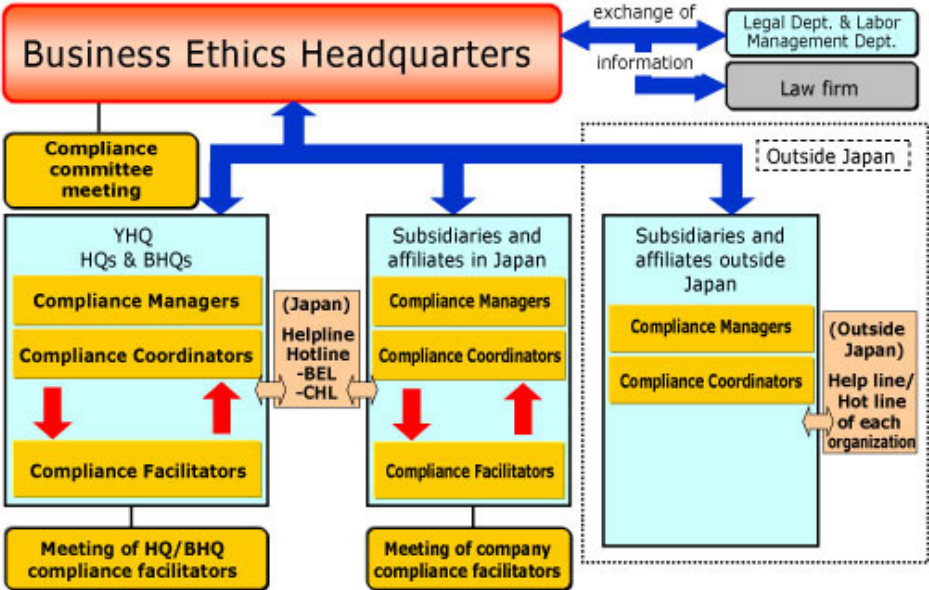 Business Ethics Headquarters
exchange of
information
Legal Dept. & Labor
Management Dept.
Law firm
Compliance
committee
meeting
Outside Japan
YHQ
HQs & BHQs
Compliance Managers
Compliance Coordinators
Compliance Facilitators
Meeting of HQ/BHQ
compliance facilitators
(Japan)
Helpline
Hotline
-BEL
-CHL
Subsidiaries and
affiliates in Japan
Compliance Managers
Compliance Coordinators
Compliance Facilitators
Meeting of company
compliance facilitators
Subsidiaries and
affiliates outside
Japan
Compliance Managers
Compliance Coordinators
(Outside
Japan)
Help line/
Hot line
of each
organization